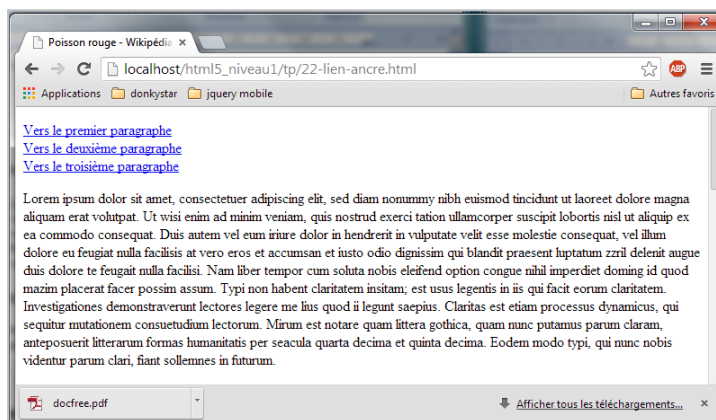 Poisson rouge - Wikipédia
localhost/html5_niveau1/tp/22-lien-ancre.html
ABP
Applications donkystar jquery mobile Autres favoris
Vers le premier paragraphe
Vers le deuxième paragraphe
Vers le troisième paragraphe
Lorem ipsum dolor sit amet, consectetuer adipiscing elit, sed diam nonummy nibh euismod tincidunt ut laoreet dolore magna
aliquam erat volutpat. Ut wisi enim ad minim veniam, quis nostrud exerci tation ullamcorper suscipit lobortis nisl ut aliquip ex
ea commodo consequat. Duis autem vel eum iriure dolor in hendrerit in vulputate velit esse molestie consequat, vel illum
dolore eu feugiat nulla facilisis at vero eros et accumsan et iusto odio dignissim qui blandit praesent luptatum zzril delenit augue
duis dolore te feugait nulla facilisi. Nam liber tempor cum soluta nobis eleifend option congue nihil imperdiet doming id quod
mazim placerat facer possim assum. Typi non habent claritatem insitam; est usus legentis in iis qui facit eorum claritatem.
Investigationes demonstraverunt lectores legere me lius quod ii legunt saepius. Claritas est etiam processus dynamicus, qui
sequitur mutationem consuetudium lectorum. Mirum est notare quam littera gothica, quam nunc putamus parum claram,
anteposuerit litterarum formas humanitatis per seacula quarta decima et quinta decima. Eodem modo typi, qui nunc nobis
videntur parum clari, fiant sollemnes in futurum.
docfree.pdf Afficher tous les téléchargements...